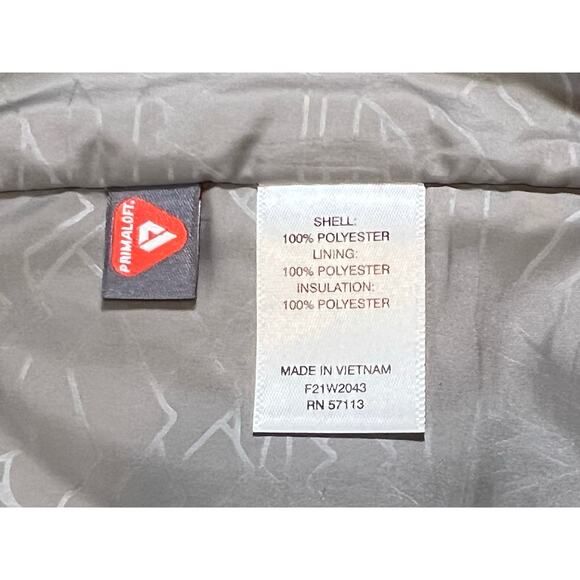 PRIMALOFT®
SHELL:
100% POLYESTER
LINING:
100% POLYESTER
INSULATION:
100% POLYESTER
MADE IN VIETNAM
F21W2043
RN 57113